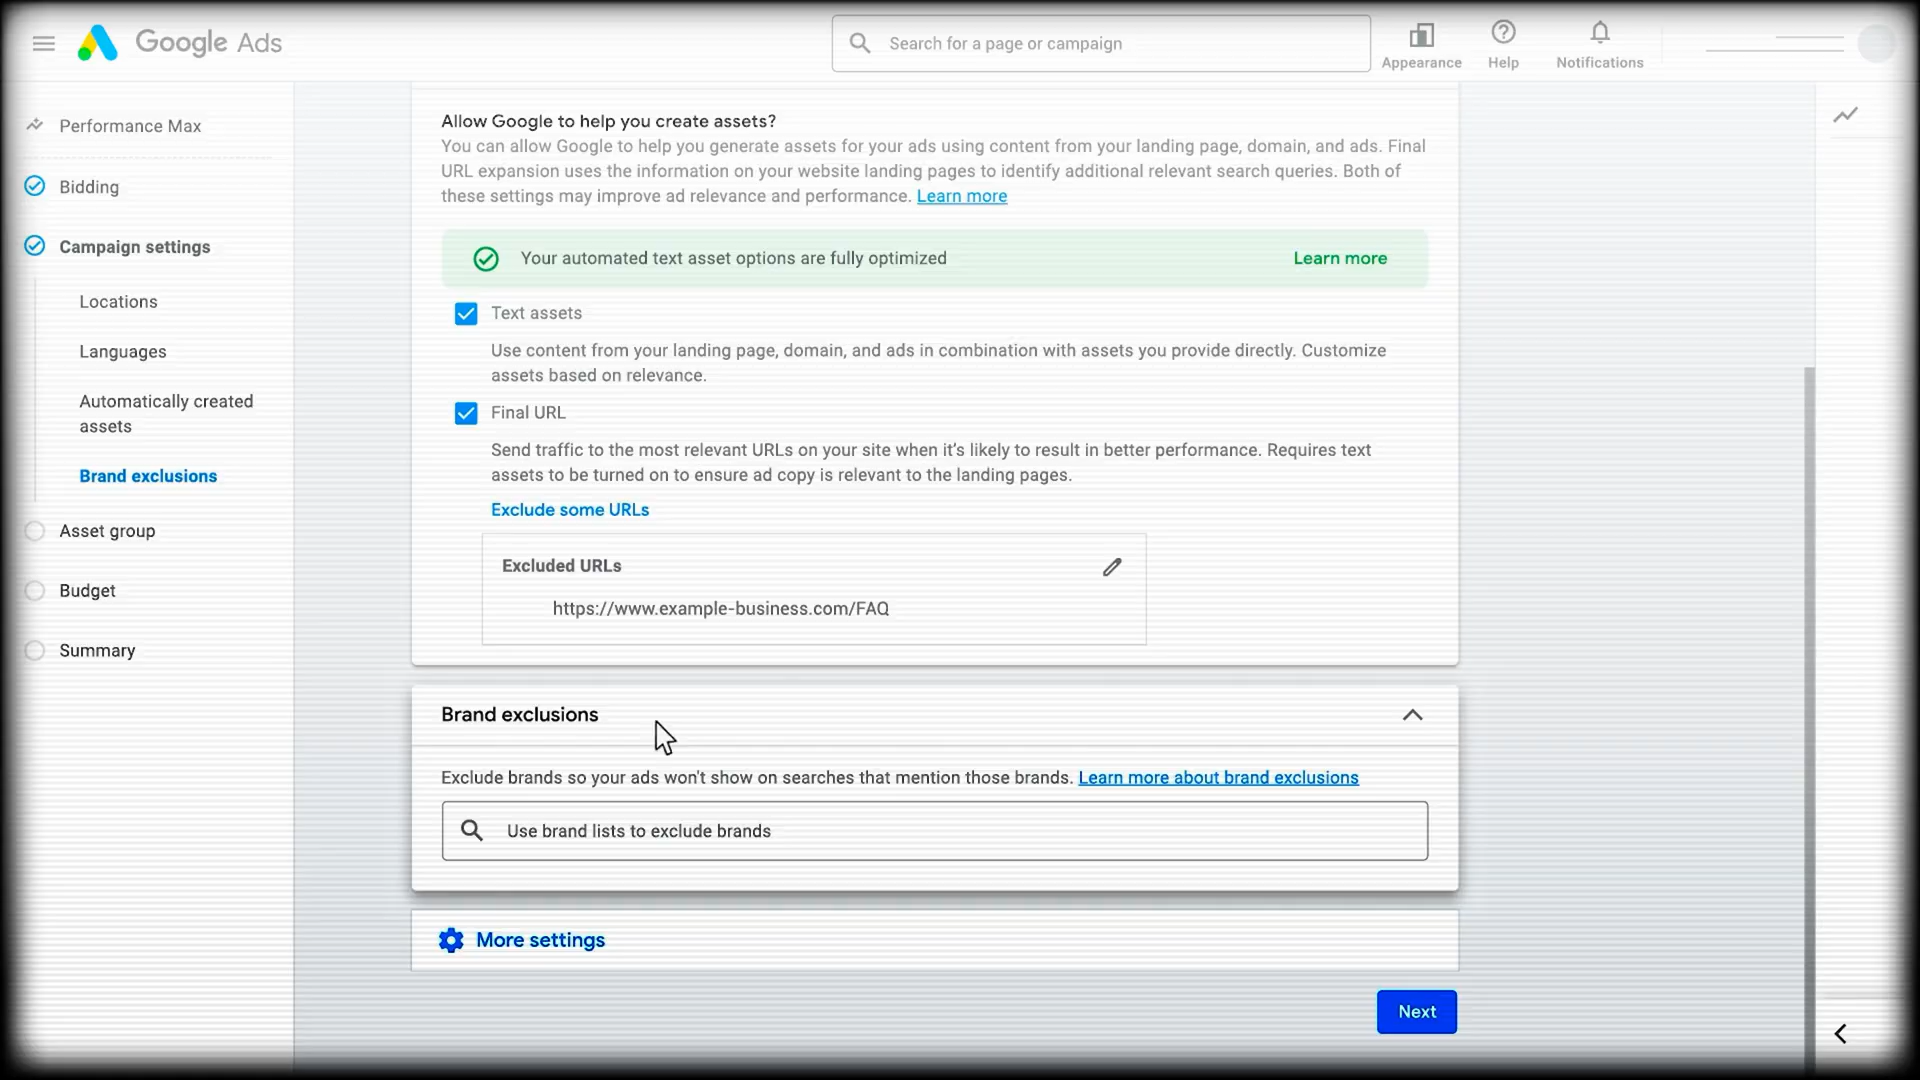 Google Ads
Search for a page or campaign
Appearance
Help
Notifications
Performance Max
Bidding
Campaign settings
Locations
Languages
Automatically created
assets
Brand exclusions
Asset group
Budget
Summary
Allow Google to help you create assets?
You can allow Google to help you generate assets for your ads using content from your landing page, domain, and ads. Final
URL expansion uses the information on your website landing pages to identify additional relevant search queries. Both of
these settings may improve ad relevance and performance. Learn more
Your automated text asset options are fully optimized Learn more
Text assets
Use content from your landing page, domain, and ads in combination with assets you provide directly. Customize
assets based on relevance.
Final URL
Send traffic to the most relevant URLs on your site when it’s likely to result in better performance. Requires text
assets to be turned on to ensure ad copy is relevant to the landing pages.
Exclude some URLs
Excluded URLs
https://www.example-business.com/FAQ
Brand exclusions
Exclude brands so your ads won't show on searches that mention those brands. Learn more about brand exclusions
Use brand lists to exclude brands
More settings
Next